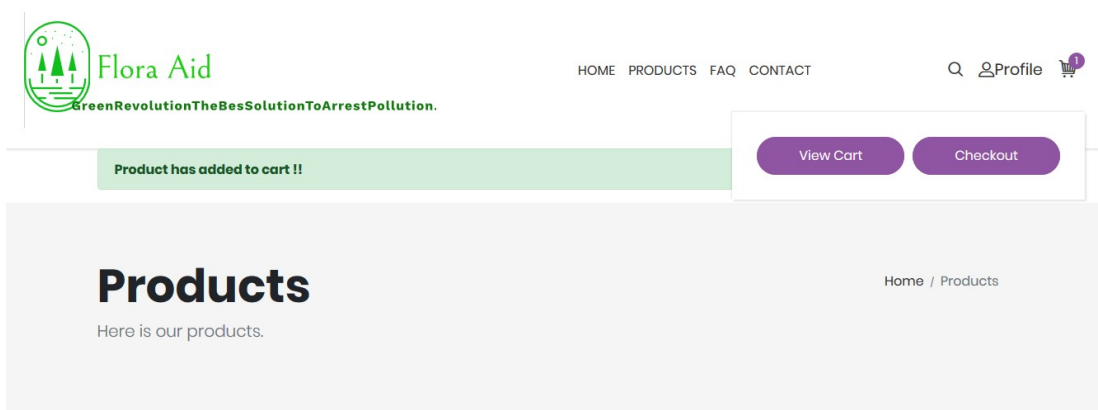 Flora Aid
GreenRevolutionTheBesSolutionToArrestPollution.
HOME PRODUCTS FAQ CONTACT
Profile 1
View Cart Checkout
Product has added to cart !!
Products
Home / Products
Here is our products.